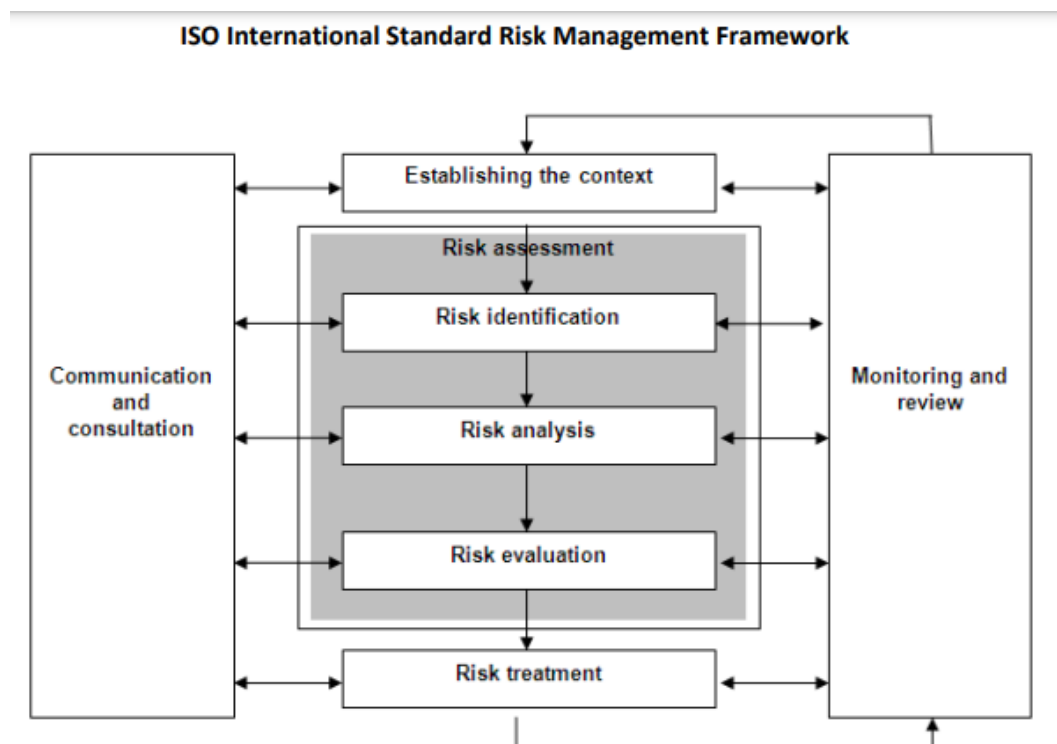 ISO International Standard Risk Management Framework
Establishing the context
Risk assessment
Risk identification
Communication
and
consultation
Monitoring and
review
Risk analysis
Risk evaluation
Risk treatment